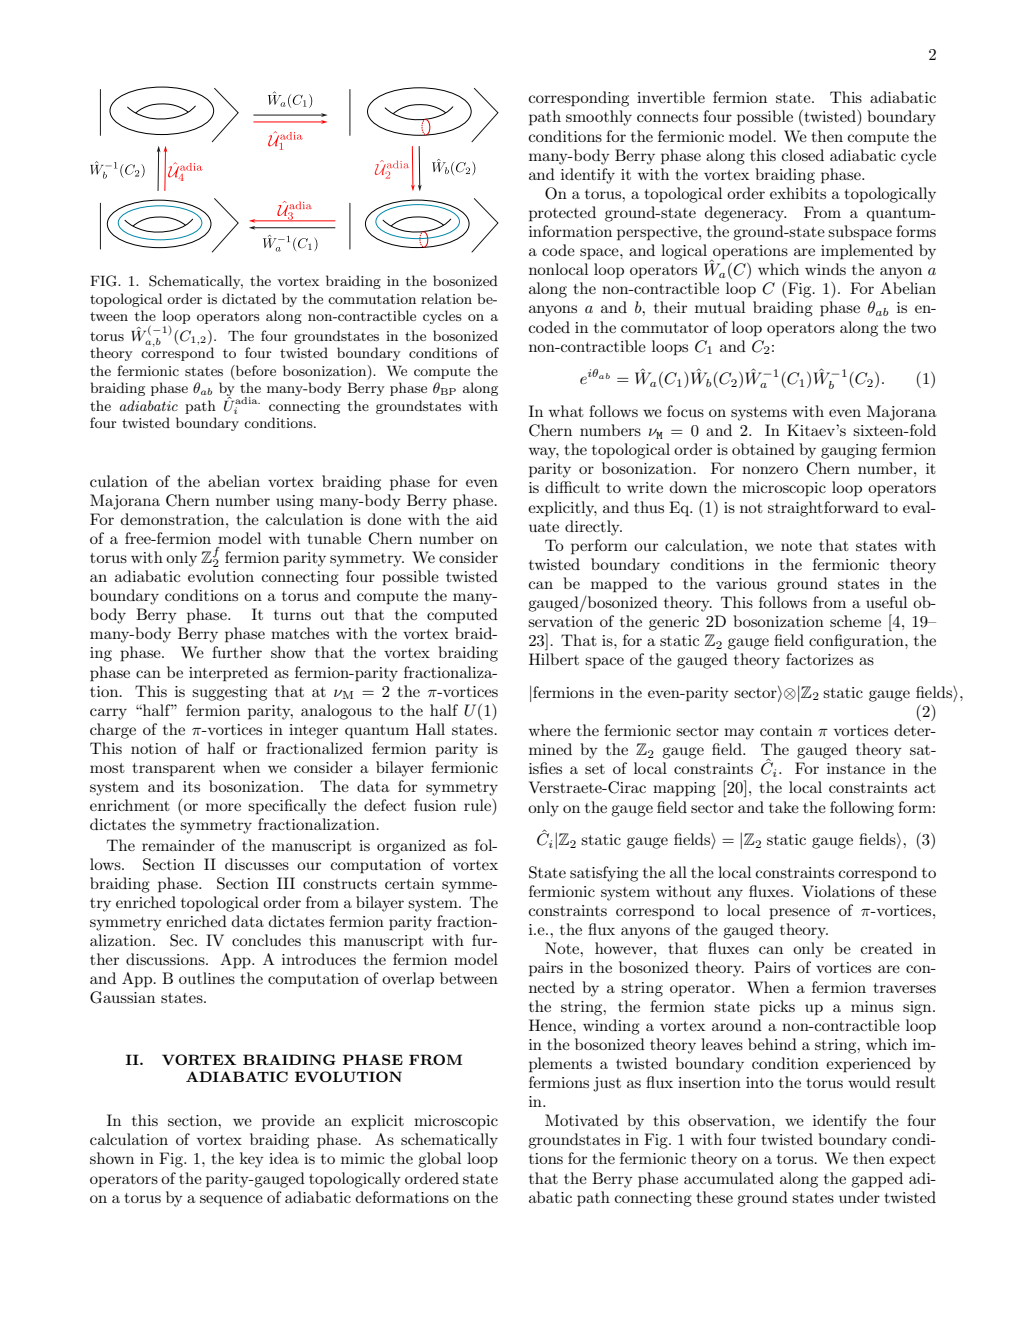 2
Ŵₐ(C₁)
𝒰̂₁^adia
Ŵ_b^{-1}(C₂)
𝒰̂₄^adia
𝒰̂₂^adia
Ŵ_b(C₂)
𝒰̂₃^adia
Ŵₐ^{-1}(C₁)
FIG. 1. Schematically, the vortex braiding in the bosonized
topological order is dictated by the commutation relation be-
tween the loop operators along non-contractible cycles on a
torus Ŵ_{a,b}^{(−1)}(C_{1,2}). The four groundstates in the bosonized
theory correspond to four twisted boundary conditions of
the fermionic states (before bosonization). We compute the
braiding phase θ_{ab} by the many-body Berry phase θ_{BP} along
the adiabatic path Û_i^{adia.} connecting the groundstates with
four twisted boundary conditions.
culation of the abelian vortex braiding phase for even
Majorana Chern number using many-body Berry phase.
For demonstration, the calculation is done with the aid
of a free-fermion model with tunable Chern number on
torus with only ℤ₂^f fermion parity symmetry. We consider
an adiabatic evolution connecting four possible twisted
boundary conditions on a torus and compute the many-
body Berry phase. It turns out that the computed
many-body Berry phase matches with the vortex braid-
ing phase. We further show that the vortex braiding
phase can be interpreted as fermion-parity fractionaliza-
tion. This is suggesting that at ν_M = 2 the π-vortices
carry “half” fermion parity, analogous to the half U(1)
charge of the π-vortices in integer quantum Hall states.
This notion of half or fractionalized fermion parity is
most transparent when we consider a bilayer fermionic
system and its bosonization. The data for symmetry
enrichment (or more specifically the defect fusion rule)
dictates the symmetry fractionalization.
The remainder of the manuscript is organized as fol-
lows. Section II discusses our computation of vortex
braiding phase. Section III constructs certain symme-
try enriched topological order from a bilayer system. The
symmetry enriched data dictates fermion parity fraction-
alization. Sec. IV concludes this manuscript with fur-
ther discussions. App. A introduces the fermion model
and App. B outlines the computation of overlap between
Gaussian states.
II. VORTEX BRAIDING PHASE FROM
ADIABATIC EVOLUTION
In this section, we provide an explicit microscopic
calculation of vortex braiding phase. As schematically
shown in Fig. 1, the key idea is to mimic the global loop
operators of the parity-gauged topologically ordered state
on a torus by a sequence of adiabatic deformations on the
corresponding invertible fermion state. This adiabatic
path smoothly connects four possible (twisted) boundary
conditions for the fermionic model. We then compute the
many-body Berry phase along this closed adiabatic cycle
and identify it with the vortex braiding phase.
On a torus, a topological order exhibits a topologically
protected ground-state degeneracy. From a quantum-
information perspective, the ground-state subspace forms
a code space, and logical operations are implemented by
nonlocal loop operators Ŵₐ(C) which winds the anyon a
along the non-contractible loop C (Fig. 1). For Abelian
anyons a and b, their mutual braiding phase θ_{ab} is en-
coded in the commutator of loop operators along the two
non-contractible loops C₁ and C₂:
e^{iθ_{ab}} = Ŵₐ(C₁)Ŵ_b(C₂)Ŵₐ^{−1}(C₁)Ŵ_b^{−1}(C₂). (1)
In what follows we focus on systems with even Majorana
Chern numbers ν_M = 0 and 2. In Kitaev’s sixteen-fold
way, the topological order is obtained by gauging fermion
parity or bosonization. For nonzero Chern number, it
is difficult to write down the microscopic loop operators
explicitly, and thus Eq. (1) is not straightforward to eval-
uate directly.
To perform our calculation, we note that states with
twisted boundary conditions in the fermionic theory
can be mapped to the various ground states in the
gauged/bosonized theory. This follows from a useful ob-
servation of the generic 2D bosonization scheme [4, 19–
23]. That is, for a static ℤ₂ gauge field configuration, the
Hilbert space of the gauged theory factorizes as
|fermions in the even-parity sector⟩⊗|ℤ₂ static gauge fields⟩,
(2)
where the fermionic sector may contain π vortices deter-
mined by the ℤ₂ gauge field. The gauged theory sat-
isfies a set of local constraints Ĉ_i. For instance in the
Verstraete-Cirac mapping [20], the local constraints act
only on the gauge field sector and take the following form:
Ĉ_i|ℤ₂ static gauge fields⟩ = |ℤ₂ static gauge fields⟩, (3)
State satisfying the all the local constraints correspond to
fermionic system without any fluxes. Violations of these
constraints correspond to local presence of π-vortices,
i.e., the flux anyons of the gauged theory.
Note, however, that fluxes can only be created in
pairs in the bosonized theory. Pairs of vortices are con-
nected by a string operator. When a fermion traverses
the string, the fermion state picks up a minus sign.
Hence, winding a vortex around a non-contractible loop
in the bosonized theory leaves behind a string, which im-
plements a twisted boundary condition experienced by
fermions just as flux insertion into the torus would result
in.
Motivated by this observation, we identify the four
groundstates in Fig. 1 with four twisted boundary condi-
tions for the fermionic theory on a torus. We then expect
that the Berry phase accumulated along the gapped adi-
abatic path connecting these ground states under twisted